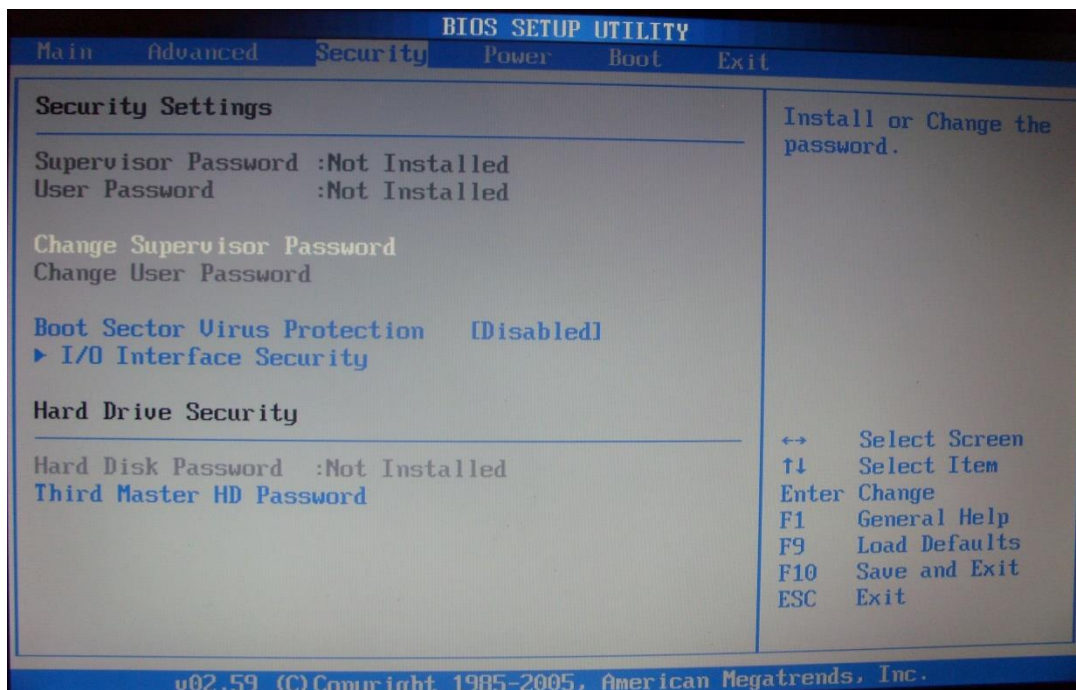 BIOS SETUP UTILITY
Main Advanced Security Power Boot Exit
Security Settings
Supervisor Password :Not Installed
User Password :Not Installed
Change Supervisor Password
Change User Password
Boot Sector Virus Protection [Disabled]
▶ I/O Interface Security
Hard Drive Security
Hard Disk Password :Not Installed
Third Master HD Password
Install or Change the
password.
←→ Select Screen
↑↓ Select Item
Enter Change
F1 General Help
F9 Load Defaults
F10 Save and Exit
ESC Exit
v02.59 (C)Copyright 1985-2005, American Megatrends, Inc.